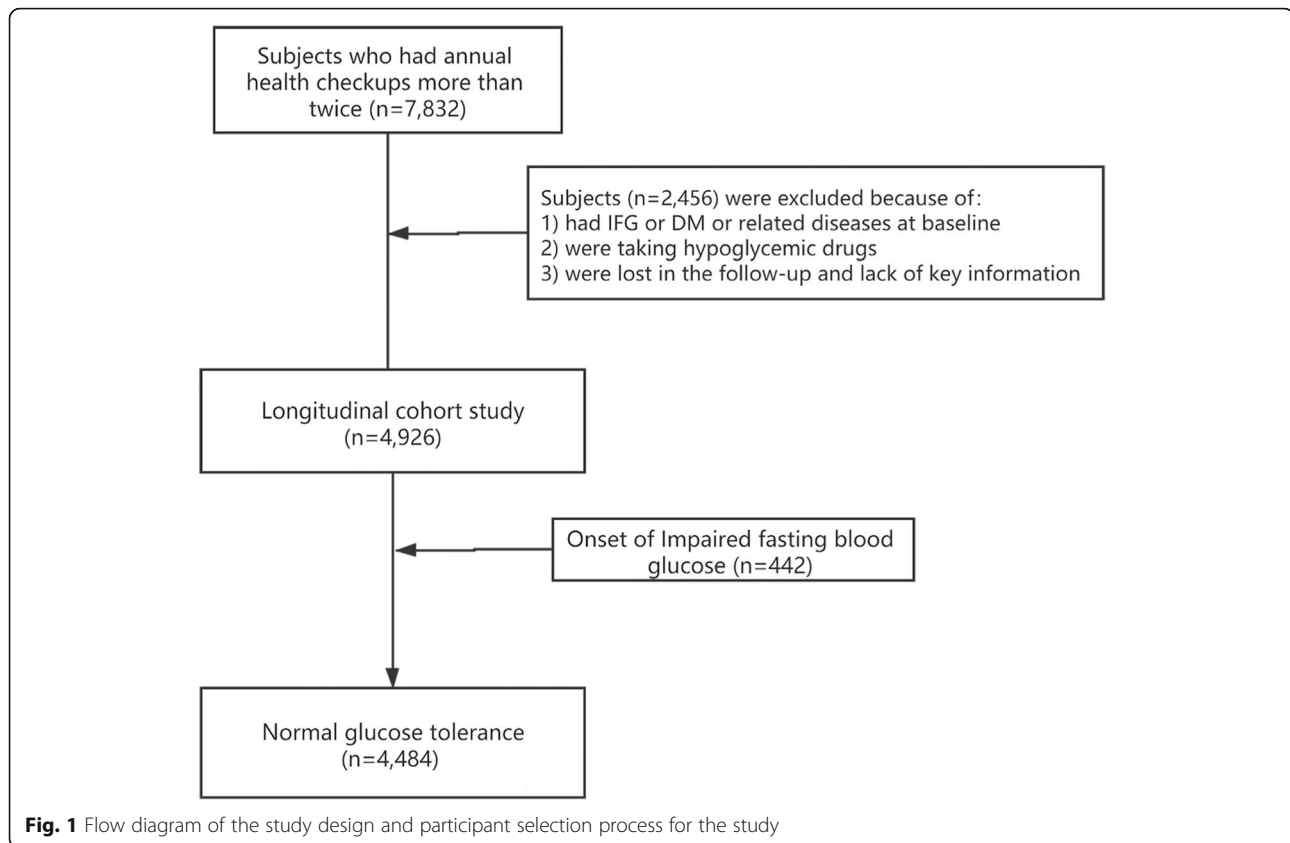 Subjects who had annual
health checkups more than
twice (n=7,832)
Subjects (n=2,456) were excluded because of:
1) had IFG or DM or related diseases at baseline
2) were taking hypoglycemic drugs
3) were lost in the follow-up and lack of key information
Longitudinal cohort study
(n=4,926)
Onset of Impaired fasting blood
glucose (n=442)
Normal glucose tolerance
(n=4,484)
Fig. 1 Flow diagram of the study design and participant selection process for the study